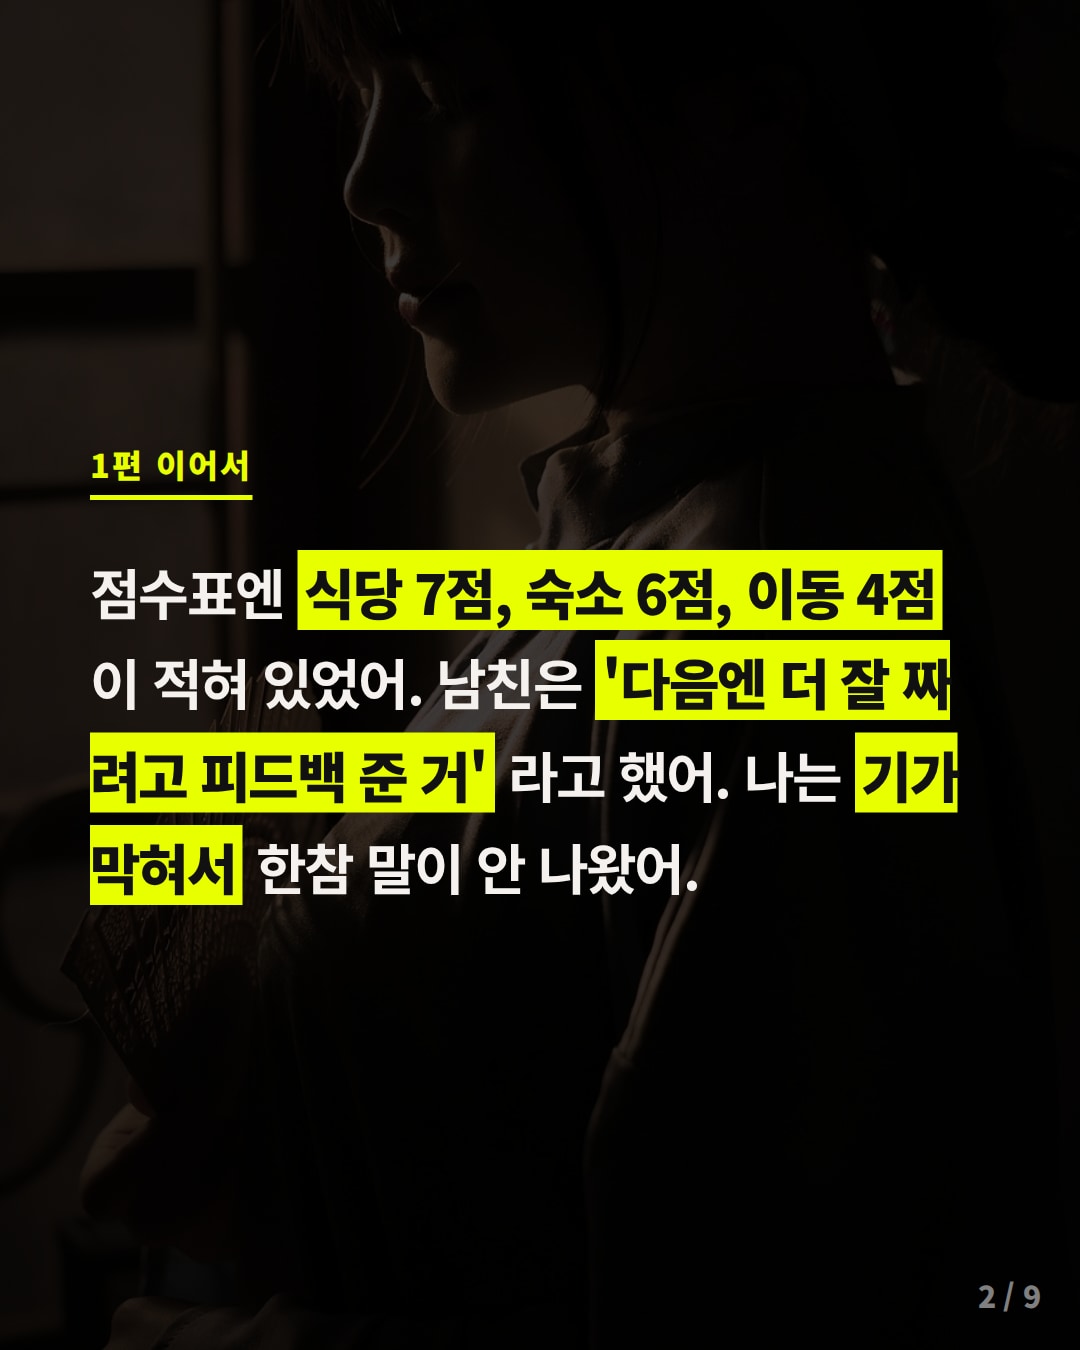 1편 이어서
점수표엔 식당 7점, 숙소 6점, 이동 4점
이 적혀 있었어. 남친은 '다음엔 더 잘 짜
려고 피드백 준 거' 라고 했어. 나는 기가
막혀서 한참 말이 안 나왔어.
2 / 9